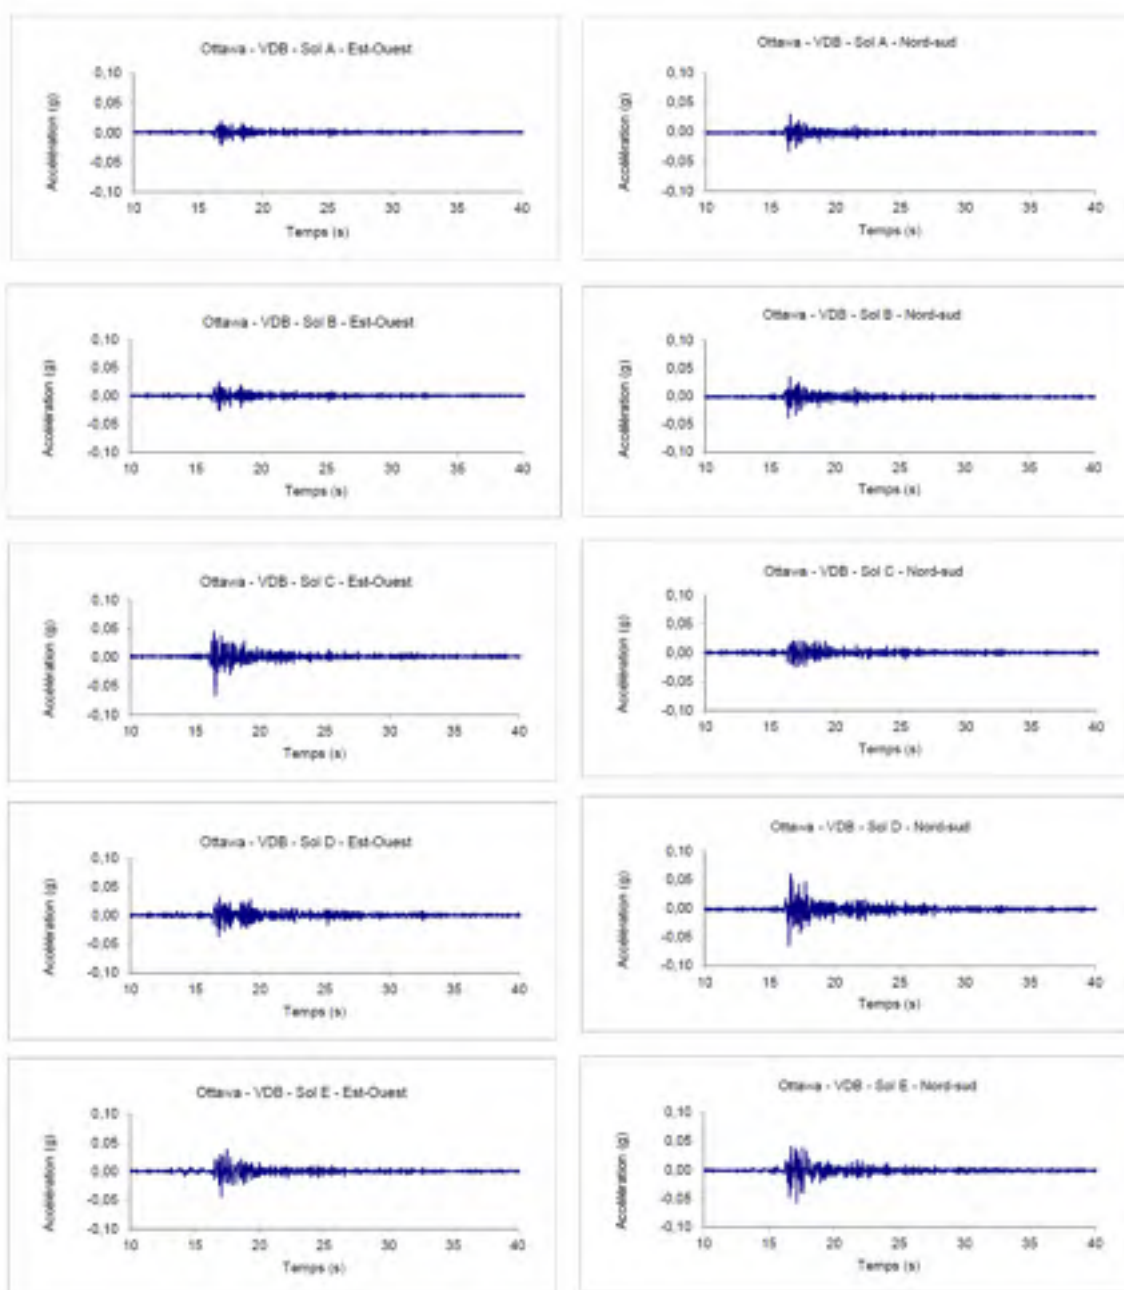 Ottawa - VDB - Sol A - Est-Ouest
Accélération (g)
0,10
0,05
0,00
-0,05
-0,10
10 15 20 25 30 35 40
Temps (s)
Ottawa - VDB - Sol A - Nord-sud
Accélération (g)
0,10
0,05
0,00
-0,05
-0,10
10 15 20 25 30 35 40
Temps (s)
Ottawa - VDB - Sol B - Est-Ouest
Accélération (g)
0,10
0,05
0,00
-0,05
-0,10
10 15 20 25 30 35 40
Temps (s)
Ottawa - VDB - Sol B - Nord-sud
Accélération (g)
0,10
0,05
0,00
-0,05
-0,10
10 15 20 25 30 35 40
Temps (s)
Ottawa - VDB - Sol C - Est-Ouest
Accélération (g)
0,10
0,05
0,00
-0,05
-0,10
10 15 20 25 30 35 40
Temps (s)
Ottawa - VDB - Sol C - Nord-sud
Accélération (g)
0,10
0,05
0,00
-0,05
-0,10
10 15 20 25 30 35 40
Temps (s)
Ottawa - VDB - Sol D - Est-Ouest
Accélération (g)
0,10
0,05
0,00
-0,05
-0,10
10 15 20 25 30 35 40
Temps (s)
Ottawa - VDB - Sol D - Nord-sud
Accélération (g)
0,10
0,05
0,00
-0,05
-0,10
10 15 20 25 30 35 40
Temps (s)
Ottawa - VDB - Sol E - Est-Ouest
Accélération (g)
0,10
0,05
0,00
-0,05
-0,10
10 15 20 25 30 35 40
Temps (s)
Ottawa - VDB - Sol E - Nord-sud
Accélération (g)
0,10
0,05
0,00
-0,05
-0,10
10 15 20 25 30 35 40
Temps (s)